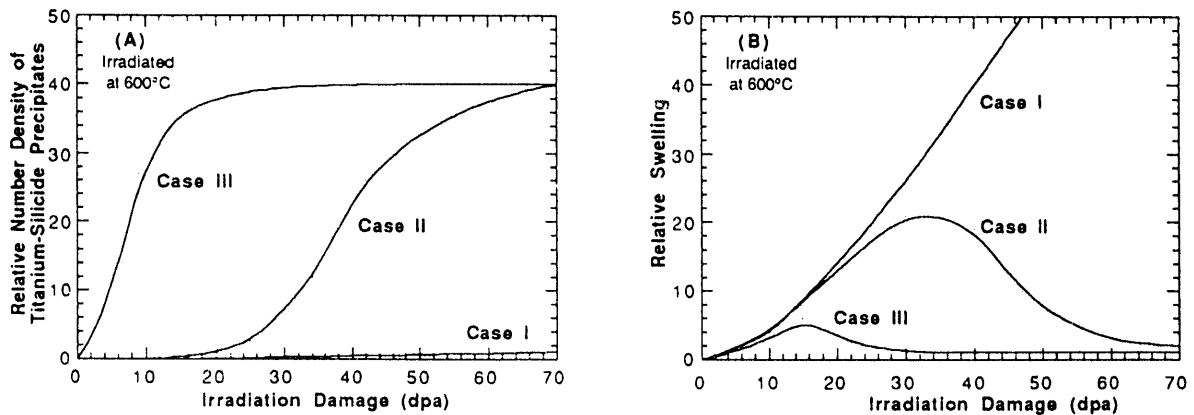 50
40
30
20
10
0
Relative Number Density of
Titanium-Silicide Precipitates
(A)
Irradiated
at 600°C
Case III
Case II
Case I
0 10 20 30 40 50 60 70
Irradiation Damage (dpa)
50
40
30
20
10
0
Relative Swelling
(B)
Irradiated
at 600°C
Case I
Case II
Case III
0 10 20 30 40 50 60 70
Irradiation Damage (dpa)